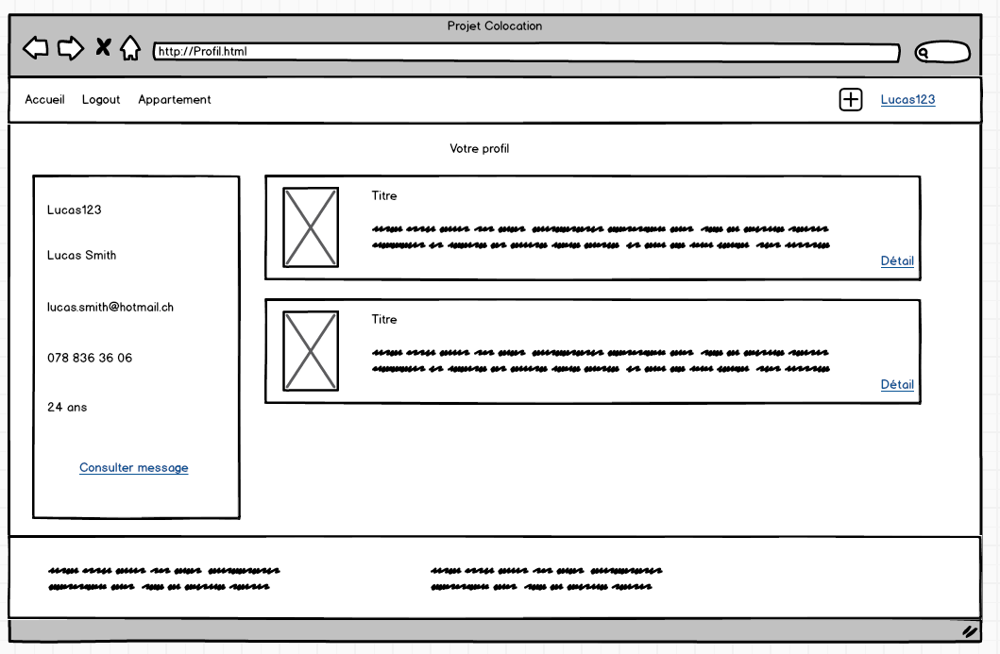 Projet Colocation
http://Profil.html
Accueil Logout Appartement Lucas123
Votre profil
Lucas123
Lucas Smith
lucas.smith@hotmail.ch
078 836 36 06
24 ans
Consulter message
Titre
Détail
Titre
Détail